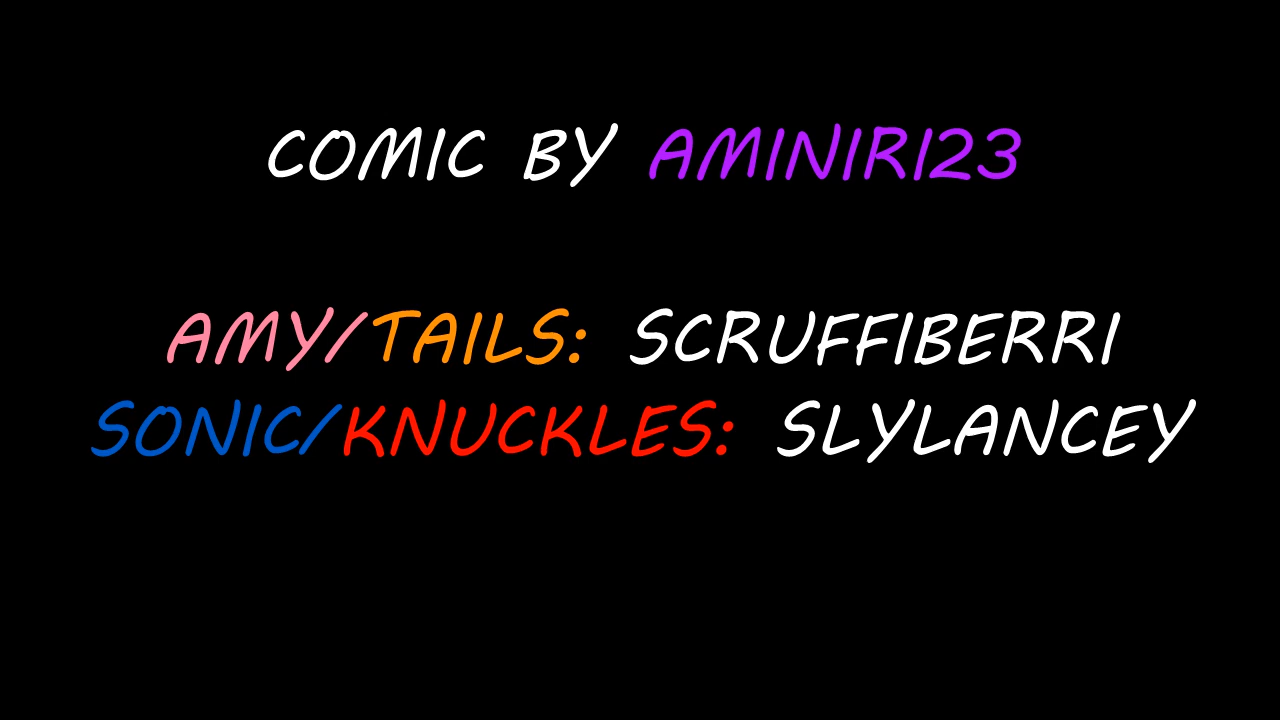 COMIC BY AMINIRI23
AMY/TAILS: SCRUFFIBERRI
SONIC/KNUCKLES: SLYLANCEY